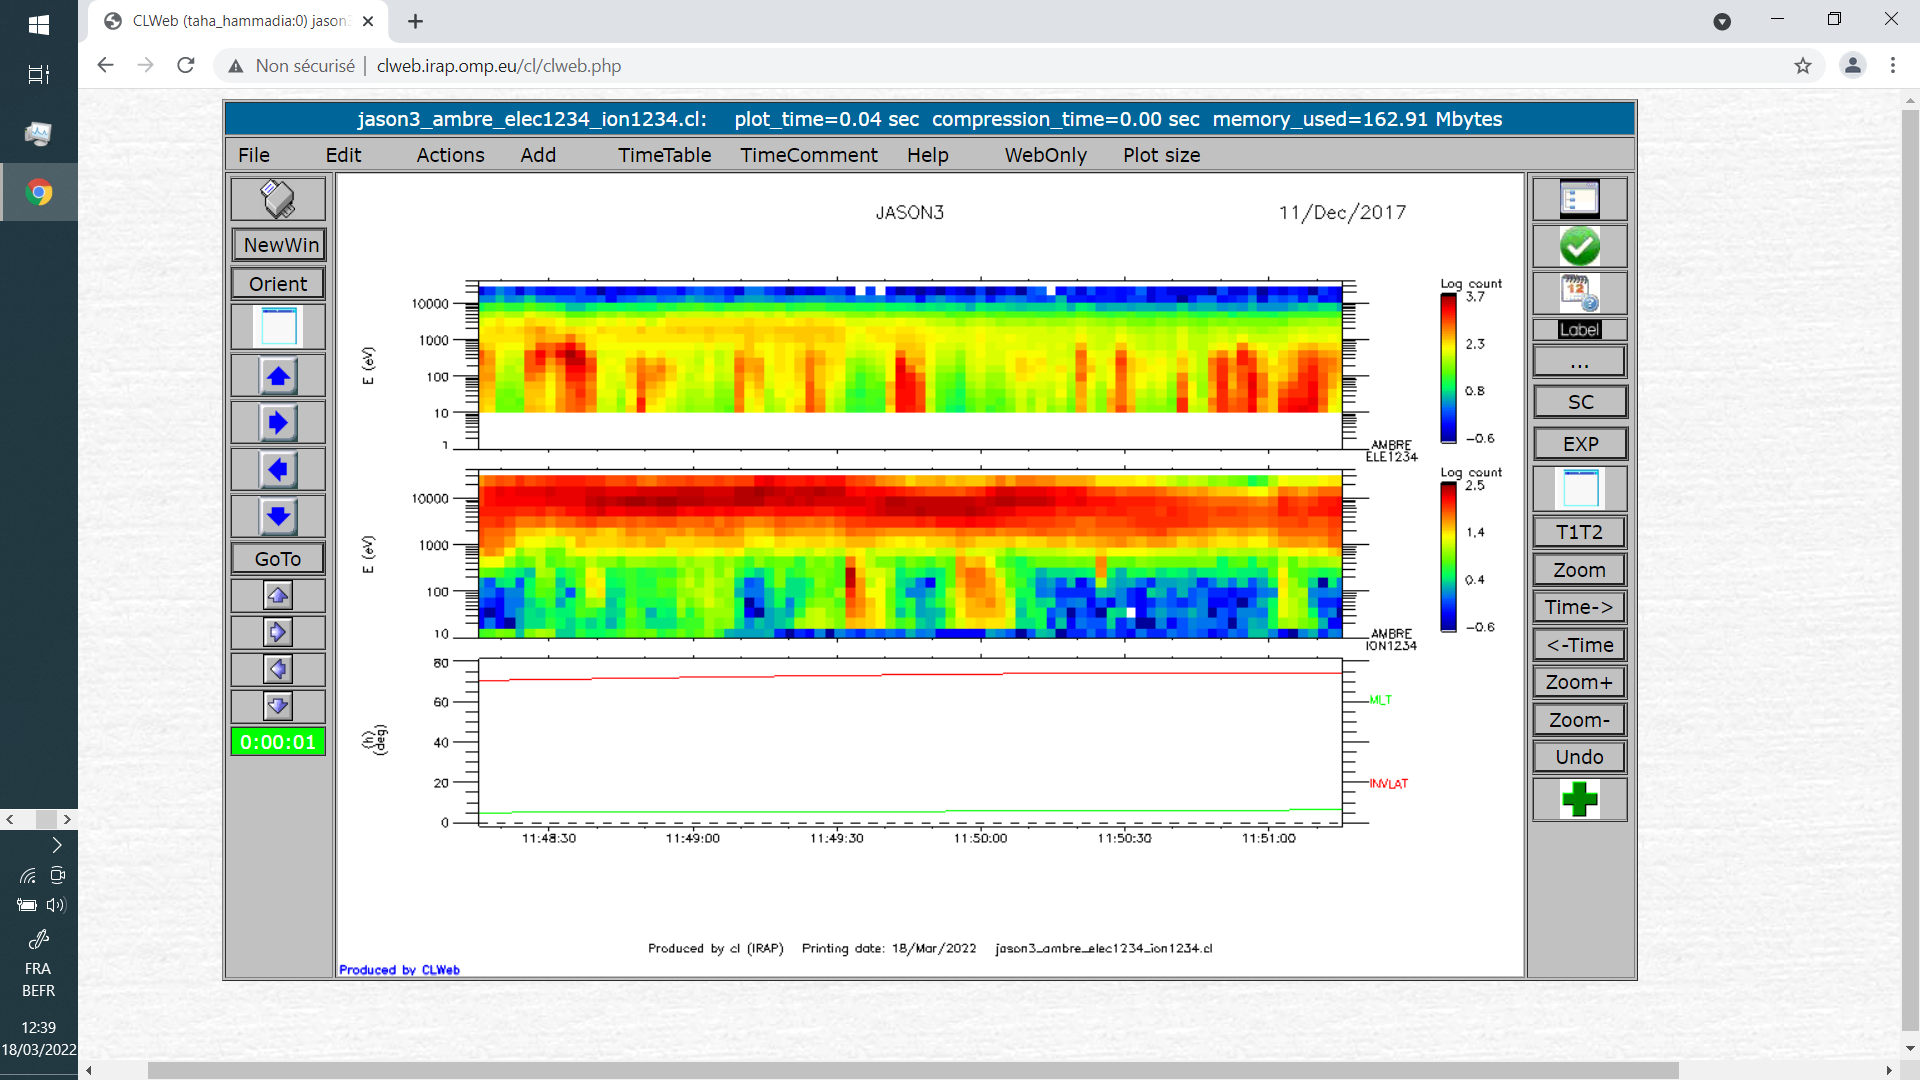 CLWeb (taha_hammadia:0) jason3
Non sécurisé | clweb.irap.omp.eu/cl/clweb.php
jason3_ambre_elec1234_ion1234.cl: plot_time=0.04 sec compression_time=0.00 sec memory_used=162.91 Mbytes
File Edit Actions Add TimeTable TimeComment Help WebOnly Plot size
NewWin
Orient
GoTo
0:00:01
JASON3 11/Dec/2017
10000
1000
100
10
1
E (eV)
AMBRE
ELE1234
Log count
3.7
2.3
0.8
-0.6
10000
1000
100
10
E (eV)
AMBRE
ION1234
Log count
2.5
1.4
0.4
-0.6
80
60
40
20
0
(h)
(deg)
MLT
INVLAT
11:48:30 11:49:00 11:49:30 11:50:00 11:50:30 11:51:00
Produced by cl (IRAP) Printing date: 18/Mar/2022 jason3_ambre_elec1234_ion1234.cl
Produced by CLWeb
12
Label
...
SC
EXP
T1T2
Zoom
Time->
<-Time
Zoom+
Zoom-
Undo
FRA
BEFR
12:39
18/03/2022